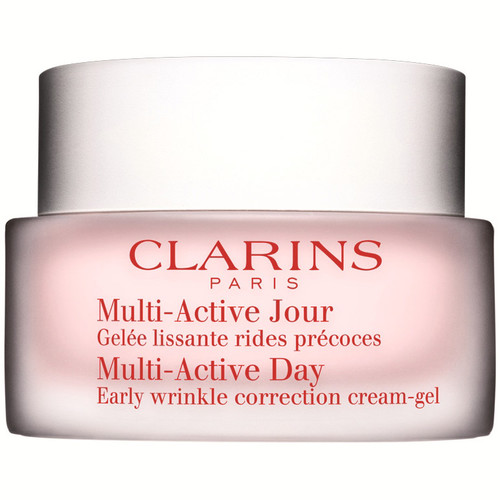 CLARINS
PARIS
Multi-Active Jour
Gelée lissante rides précoces
Multi-Active Day
Early wrinkle correction cream-gel